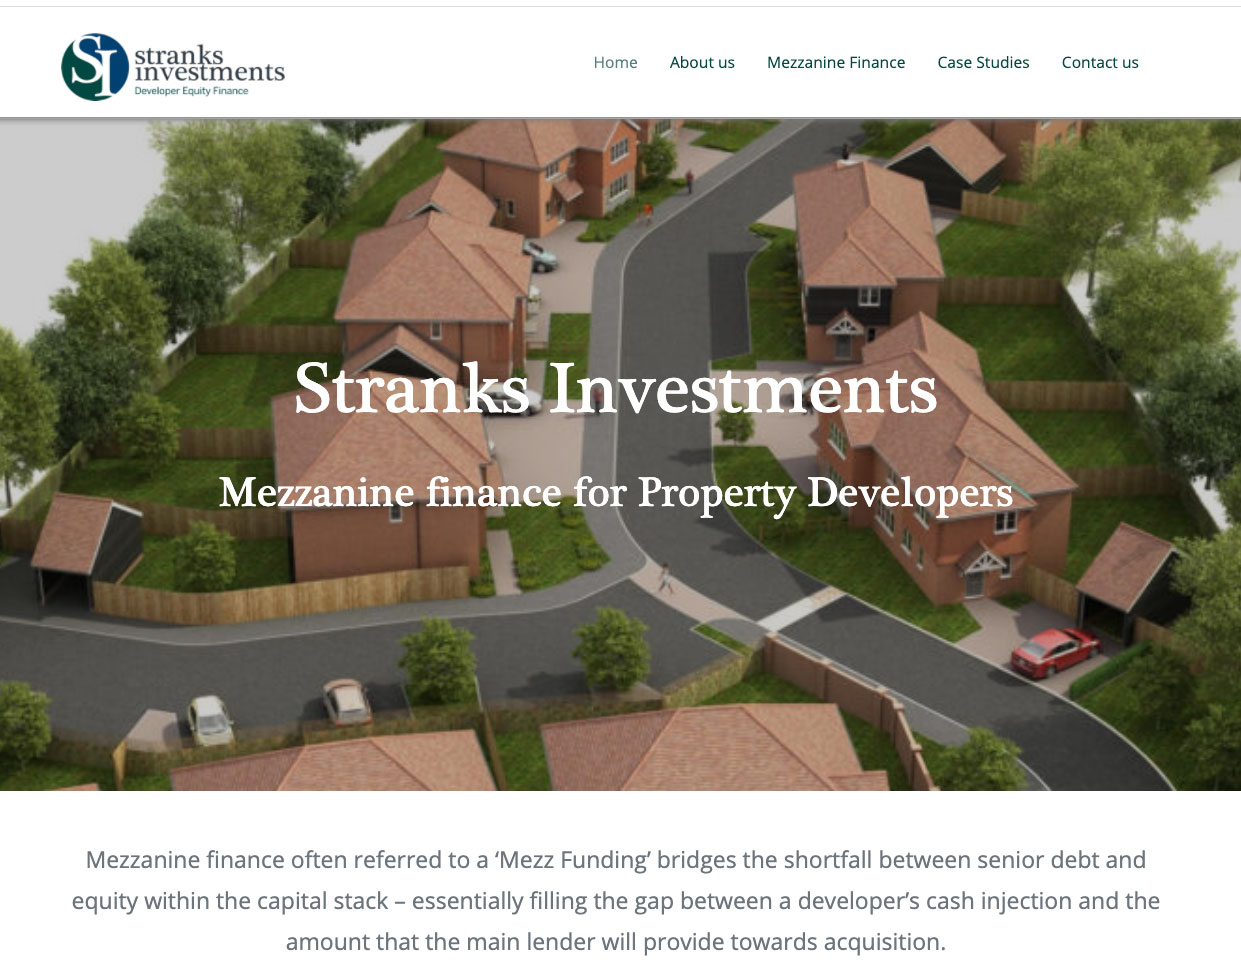 SI stranks
investments
Developer Equity Finance
Home About us Mezzanine Finance Case Studies Contact us
Stranks Investments
Mezzanine finance for Property Developers
Mezzanine finance often referred to a ‘Mezz Funding’ bridges the shortfall between senior debt and
equity within the capital stack – essentially filling the gap between a developer’s cash injection and the
amount that the main lender will provide towards acquisition.